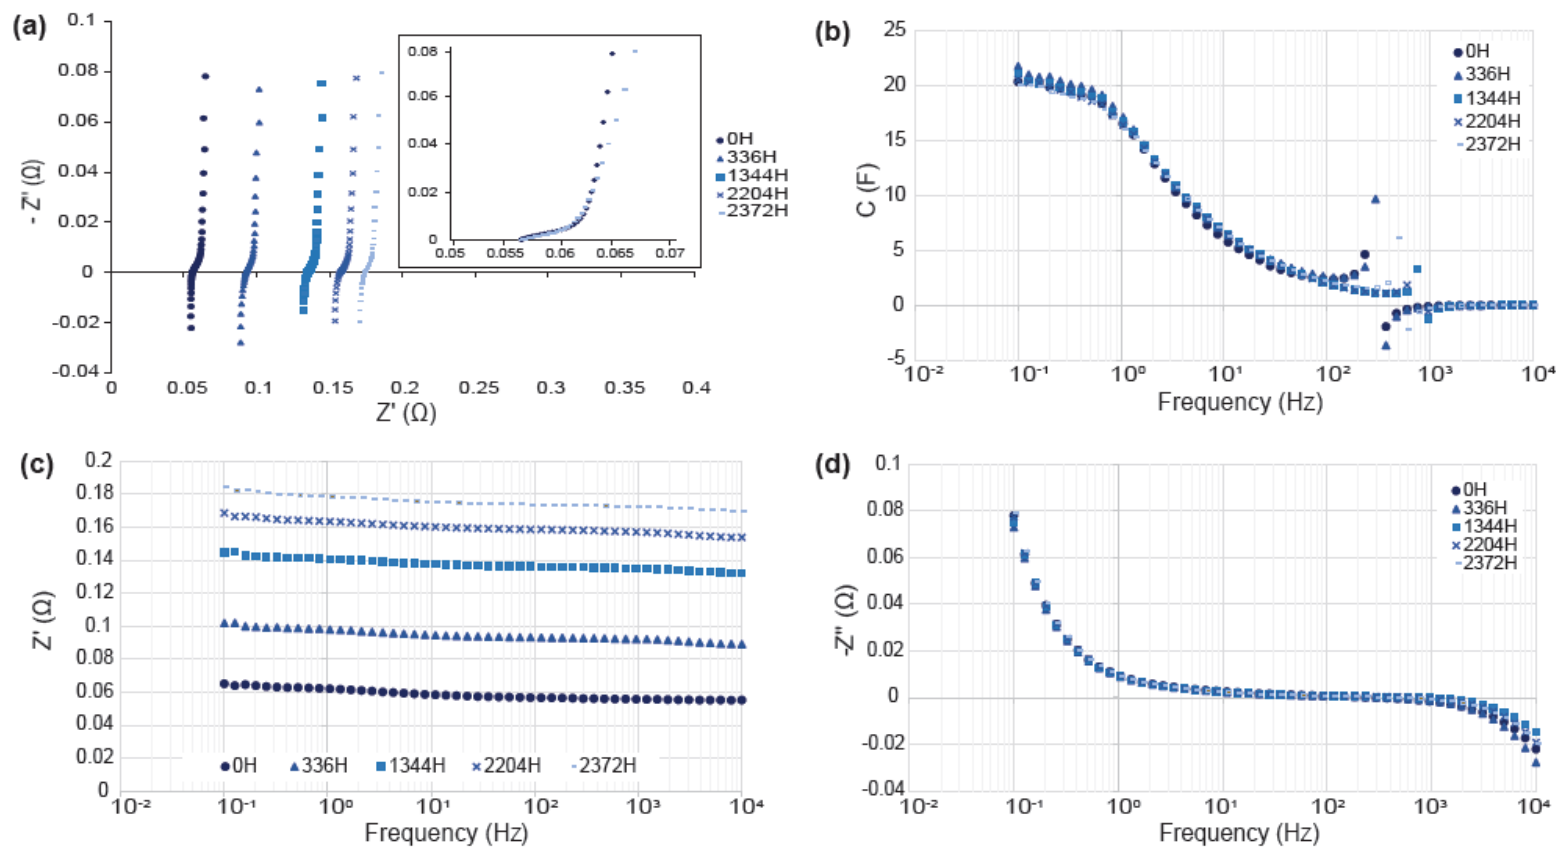 (a)
0.1
0.08
0.06
0.04
0.02
0
-0.02
-0.04
- Z" (Ω)
0 0.05 0.1 0.15 0.2 0.25 0.3 0.35 0.4
Z' (Ω)
0.08
0.06
0.04
0.02
0
0.05 0.055 0.06 0.065 0.07
0H
336H
1344H
2204H
2372H
(b)
25
20
15
10
5
0
-5
C (F)
10⁻² 10⁻¹ 10⁰ 10¹ 10² 10³ 10⁴
Frequency (Hz)
0H
336H
1344H
2204H
2372H
(c)
0.2
0.18
0.16
0.14
0.12
0.1
0.08
0.06
0.04
0.02
0
Z' (Ω)
0H 336H 1344H 2204H 2372H
10⁻² 10⁻¹ 10⁰ 10¹ 10² 10³ 10⁴
Frequency (Hz)
(d)
0.1
0.08
0.06
0.04
0.02
0
-0.02
-0.04
-Z" (Ω)
0H
336H
1344H
2204H
2372H
10⁻² 10⁻¹ 10⁰ 10¹ 10² 10³ 10⁴
Frequency (Hz)